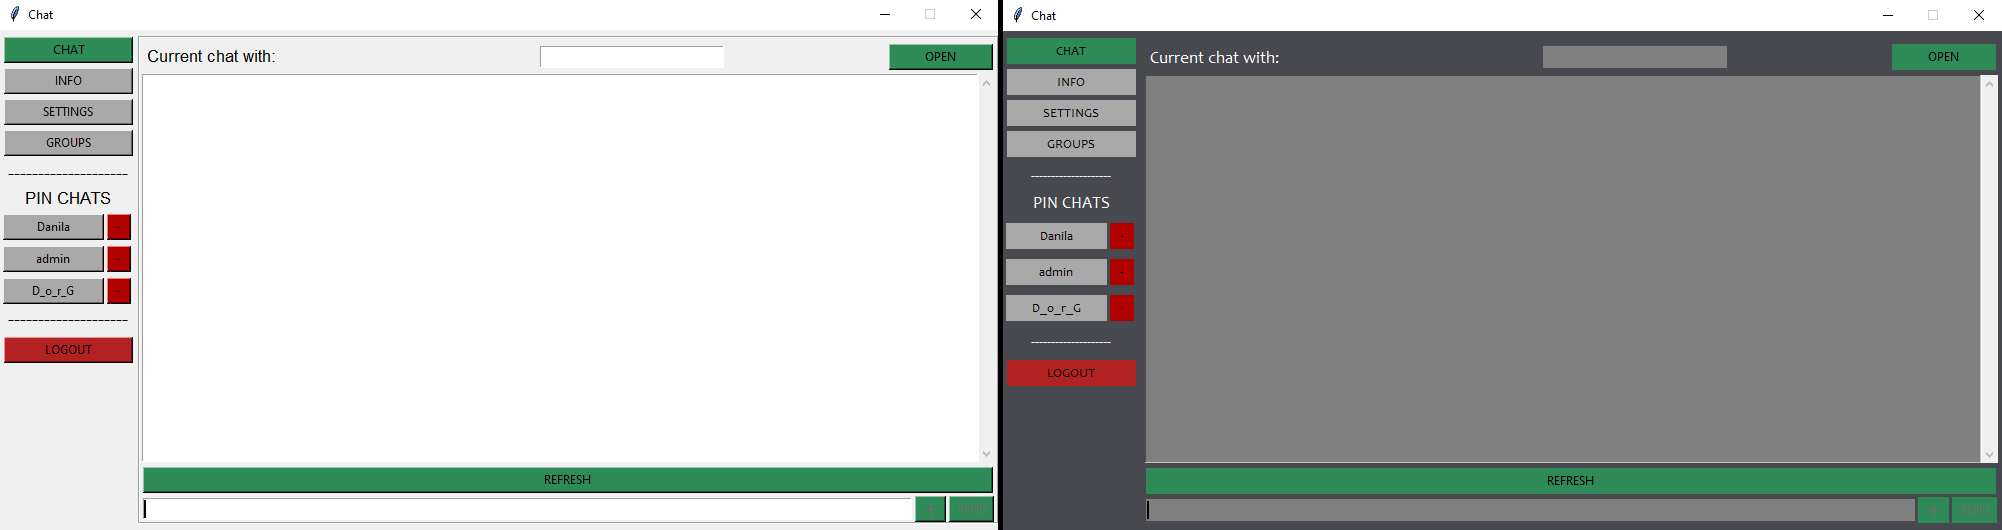 Chat
CHAT
INFO
SETTINGS
GROUPS
--------------------
PIN CHATS
Danila -
admin -
D_o_r_G -
--------------------
LOGOUT
Current chat with:
OPEN
REFRESH
+ SEND
Chat
CHAT
INFO
SETTINGS
GROUPS
--------------------
PIN CHATS
Danila -
admin -
D_o_r_G -
--------------------
LOGOUT
Current chat with:
OPEN
REFRESH
+ SEND